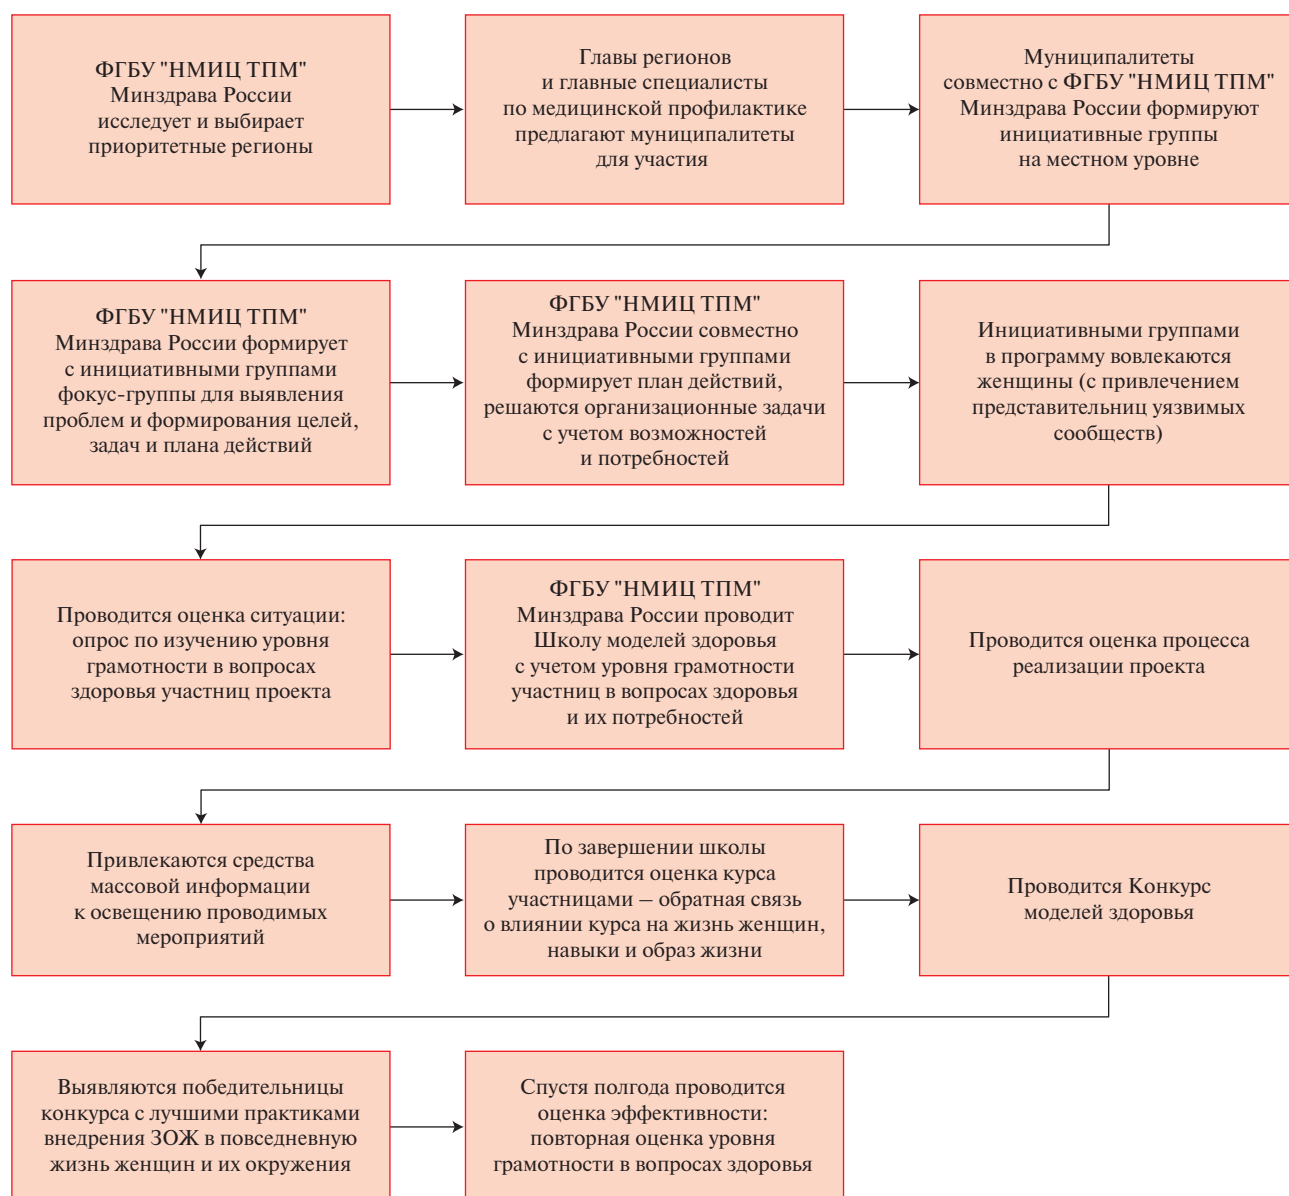 ФГБУ "НМИЦ ТПМ"
Минздрава России
исследует и выбирает
приоритетные регионы
Главы регионов
и главные специалисты
по медицинской профилактике
предлагают муниципалитеты
для участия
Муниципалитеты
совместно с ФГБУ "НМИЦ ТПМ"
Минздрава России формируют
инициативные группы
на местном уровне
ФГБУ "НМИЦ ТПМ"
Минздрава России формирует
с инициативными группами
фокус-группы для выявления
проблем и формирования целей,
задач и плана действий
ФГБУ "НМИЦ ТПМ"
Минздрава России совместно
с инициативными группами
формирует план действий,
решаются организационные задачи
с учетом возможностей
и потребностей
Инициативными группами
в программу вовлекаются
женщины (с привлечением
представительниц уязвимых
сообществ)
Проводится оценка ситуации:
опрос по изучению уровня
грамотности в вопросах
здоровья участниц проекта
ФГБУ "НМИЦ ТПМ"
Минздрава России проводит
Школу моделей здоровья
с учетом уровня грамотности
участниц в вопросах здоровья
и их потребностей
Проводится оценка процесса
реализации проекта
Привлекаются средства
массовой информации
к освещению проводимых
мероприятий
По завершении школы
проводится оценка курса
участницами – обратная связь
о влиянии курса на жизнь женщин,
навыки и образ жизни
Проводится Конкурс
моделей здоровья
Выявляются победительницы
конкурса с лучшими практиками
внедрения ЗОЖ в повседневную
жизнь женщин и их окружения
Спустя полгода проводится
оценка эффективности:
повторная оценка уровня
грамотности в вопросах здоровья